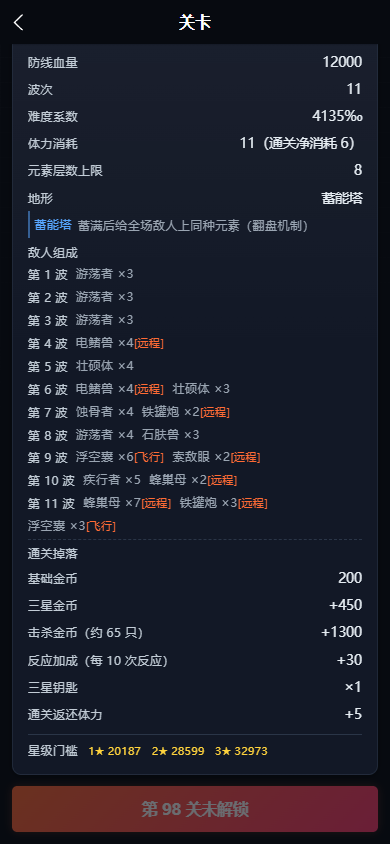 关卡
防线血量 12000
波次 11
难度系数 4135‰
体力消耗 11（通关净消耗 6）
元素层数上限 8
地形 蓄能塔
蓄能塔 蓄满后给全场敌人上同种元素（翻盘机制）
敌人组成
第 1 波 游荡者 ×3
第 2 波 游荡者 ×3
第 3 波 游荡者 ×3
第 4 波 电鳍兽 ×4[远程]
第 5 波 壮硕体 ×4
第 6 波 电鳍兽 ×4[远程] 壮硕体 ×3
第 7 波 蚀骨者 ×4 铁罐炮 ×2[远程]
第 8 波 游荡者 ×4 石肤兽 ×3
第 9 波 浮空囊 ×6[飞行] 索敌眼 ×2[远程]
第 10 波 疾行者 ×5 蜂巢母 ×2[远程]
第 11 波 蜂巢母 ×7[远程] 铁罐炮 ×3[远程]
浮空囊 ×3[飞行]
通关掉落
基础金币 200
三星金币 +450
击杀金币（约 65 只） +1300
反应加成（每 10 次反应） +30
三星钥匙 ×1
通关返还体力 +5
星级门槛 1★ 20187 2★ 28599 3★ 32973
第 98 关未解锁